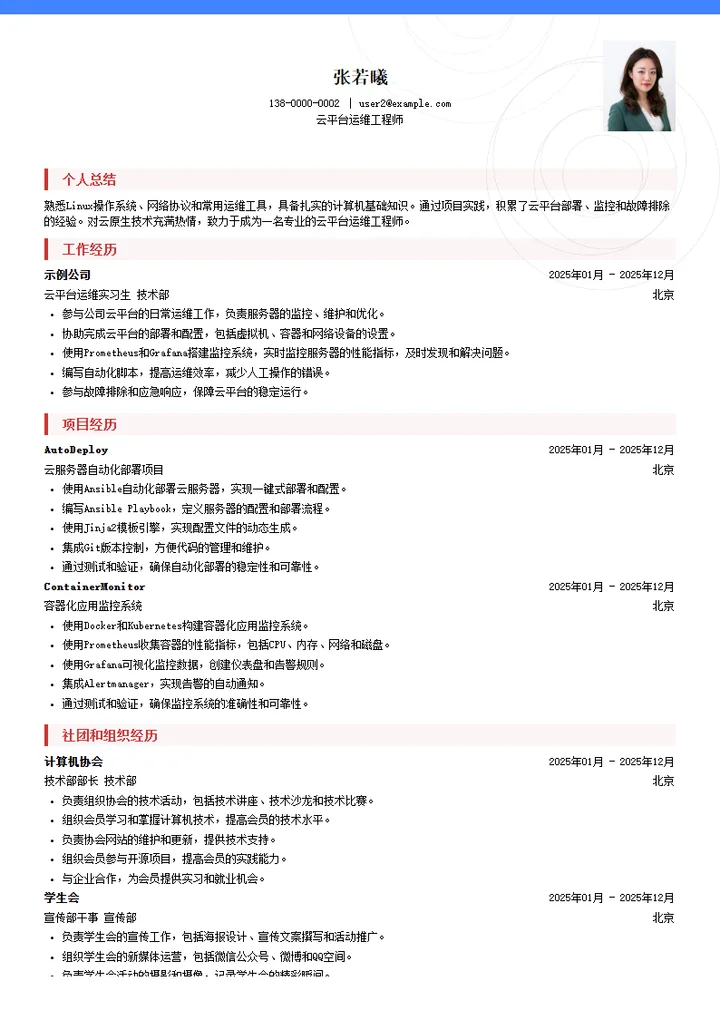 张若曦
138-0000-0002 | user2@example.com
云平台运维工程师
个人总结
熟悉Linux操作系统、网络协议和常用运维工具，具备扎实的计算机基础知识。通过项目实践，积累了云平台部署、监控和故障排除
的经验。对云原生技术充满热情，致力于成为一名专业的云平台运维工程师。
工作经历
示例公司 2025年01月 - 2025年12月
云平台运维实习生 技术部 北京
• 参与公司云平台的日常运维工作，负责服务器的监控、维护和优化。
• 协助完成云平台的部署和配置，包括虚拟机、容器和网络设备的设置。
• 使用Prometheus和Grafana搭建监控系统，实时监控服务器的性能指标，及时发现和解决问题。
• 编写自动化脚本，提高运维效率，减少人工操作的错误。
• 参与故障排除和应急响应，保障云平台的稳定运行。
项目经历
AutoDeploy 2025年01月 - 2025年12月
云服务器自动化部署项目 北京
• 使用Ansible自动化部署云服务器，实现一键式部署和配置。
• 编写Ansible Playbook，定义服务器的配置和部署流程。
• 使用Jinja2模板引擎，实现配置文件的动态生成。
• 集成Git版本控制，方便代码的管理和维护。
• 通过测试和验证，确保自动化部署的稳定性和可靠性。
ContainerMonitor 2025年01月 - 2025年12月
容器化应用监控系统 北京
• 使用Docker和Kubernetes构建容器化应用监控系统。
• 使用Prometheus收集容器的性能指标，包括CPU、内存、网络和磁盘。
• 使用Grafana可视化监控数据，创建仪表盘和告警规则。
• 集成Alertmanager，实现告警的自动通知。
• 通过测试和验证，确保监控系统的准确性和可靠性。
社团和组织经历
计算机协会 2025年01月 - 2025年12月
技术部部长 技术部 北京
• 负责组织协会的技术活动，包括技术讲座、技术沙龙和技术比赛。
• 组织会员学习和掌握计算机技术，提高会员的技术水平。
• 负责协会网站的维护和更新，提供技术支持。
• 组织会员参与开源项目，提高会员的实践能力。
• 与企业合作，为会员提供实习和就业机会。
学生会 2025年01月 - 2025年12月
宣传部干事 宣传部 北京
• 负责学生会的宣传工作，包括海报设计、宣传文案撰写和活动推广。
• 组织学生会的新媒体运营，包括微信公众号、微博和QQ空间。
• 负责学生会活动的摄影和摄像，记录学生会的精彩瞬间。